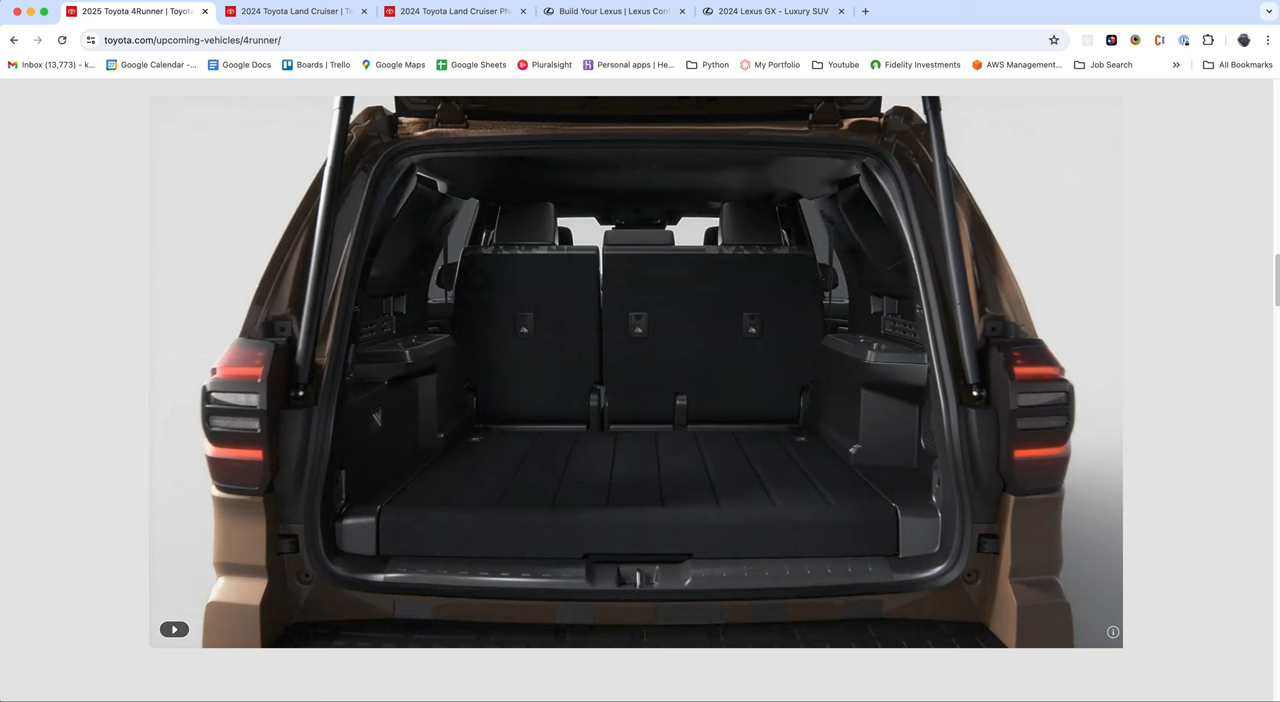 2025 Toyota 4Runner | Toyota
2024 Toyota Land Cruiser | To
2024 Toyota Land Cruiser Ph
Build Your Lexus | Lexus Conf
2024 Lexus GX - Luxury SUV
toyota.com/upcoming-vehicles/4runner/
Inbox (13,773) - k...
Google Calendar -...
Google Docs
Boards | Trello
Google Maps
Google Sheets
Pluralsight
Personal apps | He...
Python
My Portfolio
Youtube
Fidelity Investments
AWS Management...
Job Search
All Bookmarks